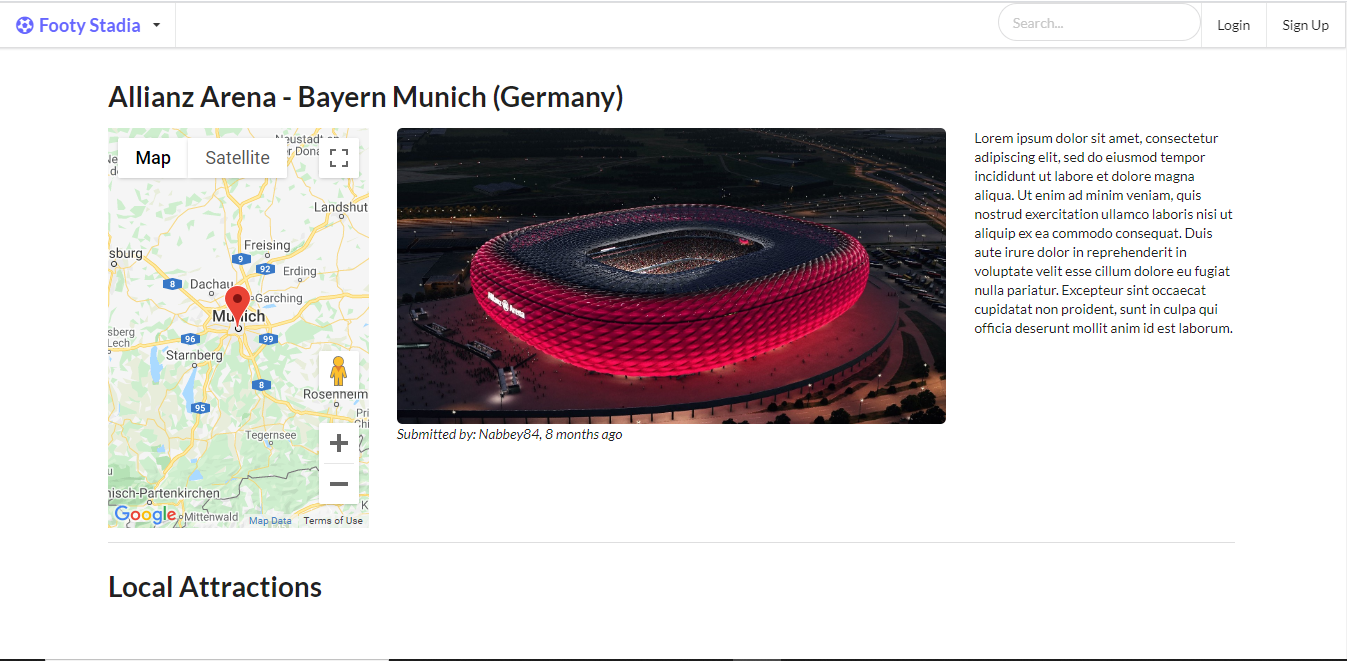 Footy Stadia
Search...
Login
Sign Up
Allianz Arena - Bayern Munich (Germany)
Map
Satellite
Landshut
Freising
sburg
9
92
Erding
8
Dachau
Garching
Munich
sberg
Lech
96
99
Starnberg
8
Rosenheim
95
Tegernsee
nisch-Partenkirchen
Mittenwald
Google
Map Data
Terms of Use
Allianz Arena
Submitted by: Nabbey84, 8 months ago
Lorem ipsum dolor sit amet, consectetur
adipiscing elit, sed do eiusmod tempor
incididunt ut labore et dolore magna
aliqua. Ut enim ad minim veniam, quis
nostrud exercitation ullamco laboris nisi ut
aliquip ex ea commodo consequat. Duis
aute irure dolor in reprehenderit in
voluptate velit esse cillum dolore eu fugiat
nulla pariatur. Excepteur sint occaecat
cupidatat non proident, sunt in culpa qui
officia deserunt mollit anim id est laborum.
Local Attractions